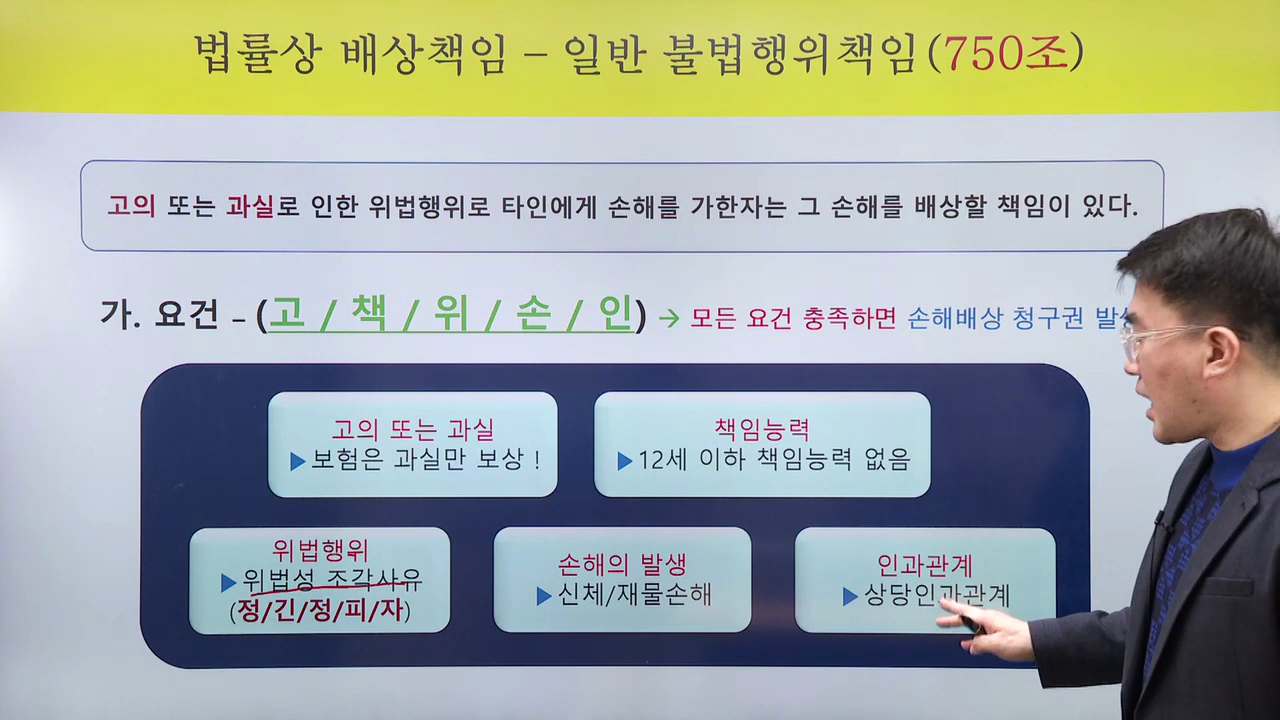 법률상 배상책임 – 일반 불법행위책임(750조)
고의 또는 과실로 인한 위법행위로 타인에게 손해를 가한자는 그 손해를 배상할 책임이 있다.
가. 요건 – (고 / 책 / 위 / 손 / 인) → 모든 요건 충족하면 손해배상 청구권
고의 또는 과실
▶보험은 과실만 보상 !
책임능력
▶12세 이하 책임능력 없음
위법행위
▶위법성 조각사유
(정/긴/정/피/자)
손해의 발생
▶신체/재물손해
인과관계
▶상당인과관계